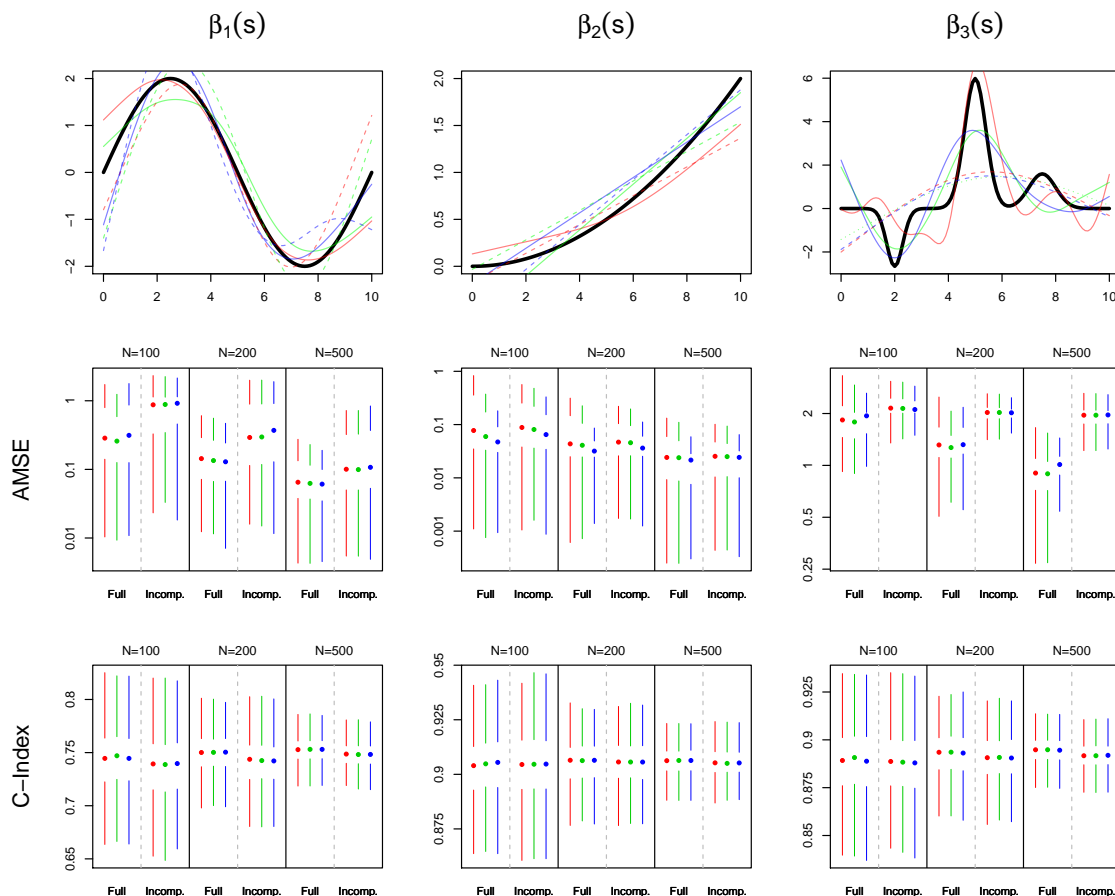 β1(s) β2(s) β3(s)
2
1
0
−1
−2
0 2 4 6 8 10
2.0
1.5
1.0
0.5
0.0
0 2 4 6 8 10
6
4
2
0
−2
0 2 4 6 8 10
AMSE
N=100 N=200 N=500
1
0.1
0.01
Full Incomp. Full Incomp. Full Incomp.
N=100 N=200 N=500
1
0.1
0.01
0.001
Full Incomp. Full Incomp. Full Incomp.
N=100 N=200 N=500
2
1
0.5
0.25
Full Incomp. Full Incomp. Full Incomp.
C−Index
N=100 N=200 N=500
0.8
0.75
0.7
0.65
Full Incomp. Full Incomp. Full Incomp.
N=100 N=200 N=500
0.95
0.925
0.9
0.875
Full Incomp. Full Incomp. Full Incomp.
N=100 N=200 N=500
0.925
0.9
0.85
Full Incomp. Full Incomp. Full Incomp.